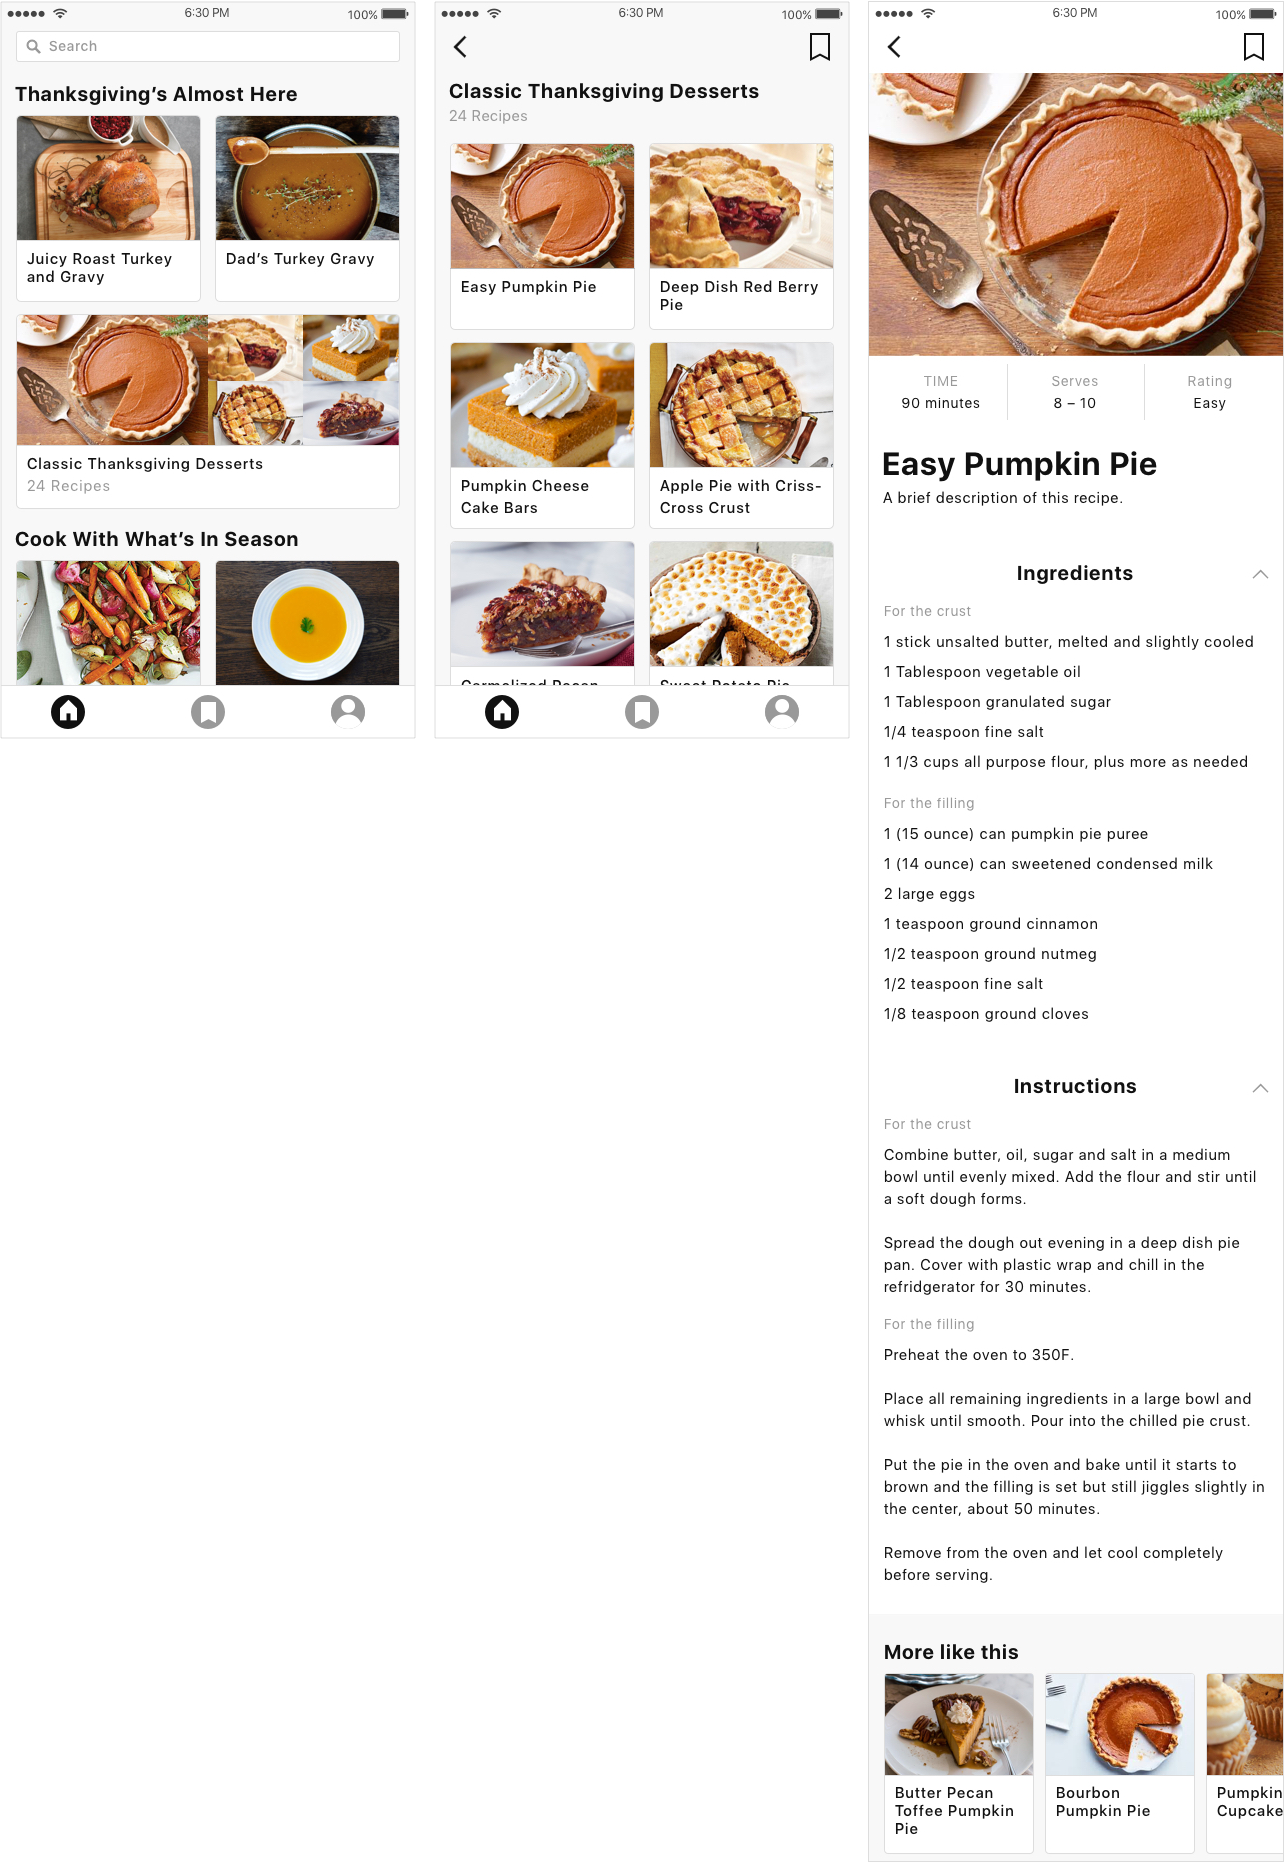 6:30 PM
100%
Search
Thanksgiving’s Almost Here
Juicy Roast Turkey
and Gravy
Dad’s Turkey Gravy
Classic Thanksgiving Desserts
24 Recipes
Cook With What’s In Season
6:30 PM
100%
Classic Thanksgiving Desserts
24 Recipes
Easy Pumpkin Pie
Deep Dish Red Berry
Pie
Pumpkin Cheese
Cake Bars
Apple Pie with Criss-
Cross Crust
Carmelized Pecan
Sweet Potato Pie
6:30 PM
100%
TIME
90 minutes
Serves
8 – 10
Rating
Easy
Easy Pumpkin Pie
A brief description of this recipe.
Ingredients
For the crust
1 stick unsalted butter, melted and slightly cooled
1 Tablespoon vegetable oil
1 Tablespoon granulated sugar
1/4 teaspoon fine salt
1 1/3 cups all purpose flour, plus more as needed
For the filling
1 (15 ounce) can pumpkin pie puree
1 (14 ounce) can sweetened condensed milk
2 large eggs
1 teaspoon ground cinnamon
1/2 teaspoon ground nutmeg
1/2 teaspoon fine salt
1/8 teaspoon ground cloves
Instructions
For the crust
Combine butter, oil, sugar and salt in a medium
bowl until evenly mixed. Add the flour and stir until
a soft dough forms.
Spread the dough out evening in a deep dish pie
pan. Cover with plastic wrap and chill in the
refridgerator for 30 minutes.
For the filling
Preheat the oven to 350F.
Place all remaining ingredients in a large bowl and
whisk until smooth. Pour into the chilled pie crust.
Put the pie in the oven and bake until it starts to
brown and the filling is set but still jiggles slightly in
the center, about 50 minutes.
Remove from the oven and let cool completely
before serving.
More like this
Butter Pecan
Toffee Pumpkin
Pie
Bourbon
Pumpkin Pie
Pumpkin
Cupcake